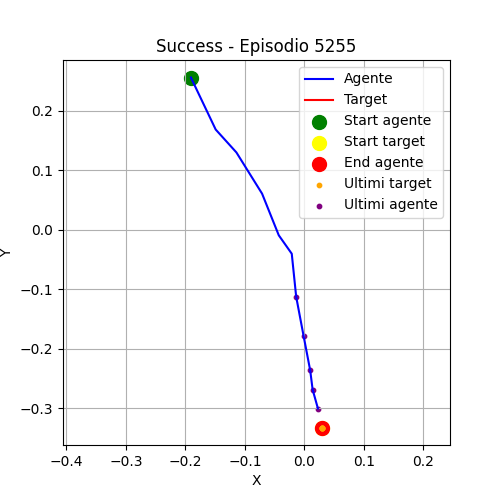 Success - Episodio 5255
Agente
Target
Start agente
Start target
End agente
Ultimi target
Ultimi agente
0.2
0.1
0.0
−0.1
−0.2
−0.3
Y
−0.4
−0.3
−0.2
−0.1
0.0
0.1
0.2
X